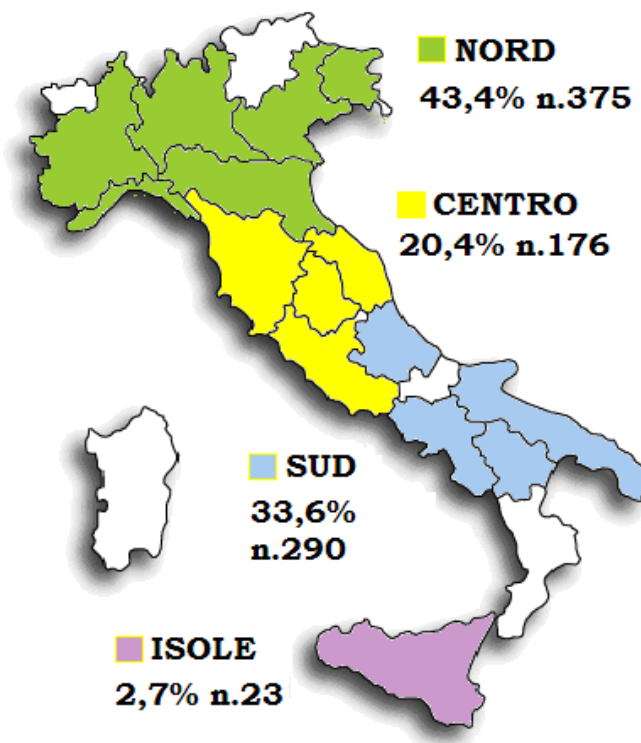 NORD
43,4% n.375
CENTRO
20,4% n.176
SUD
33,6%
n.290
ISOLE
2,7% n.23